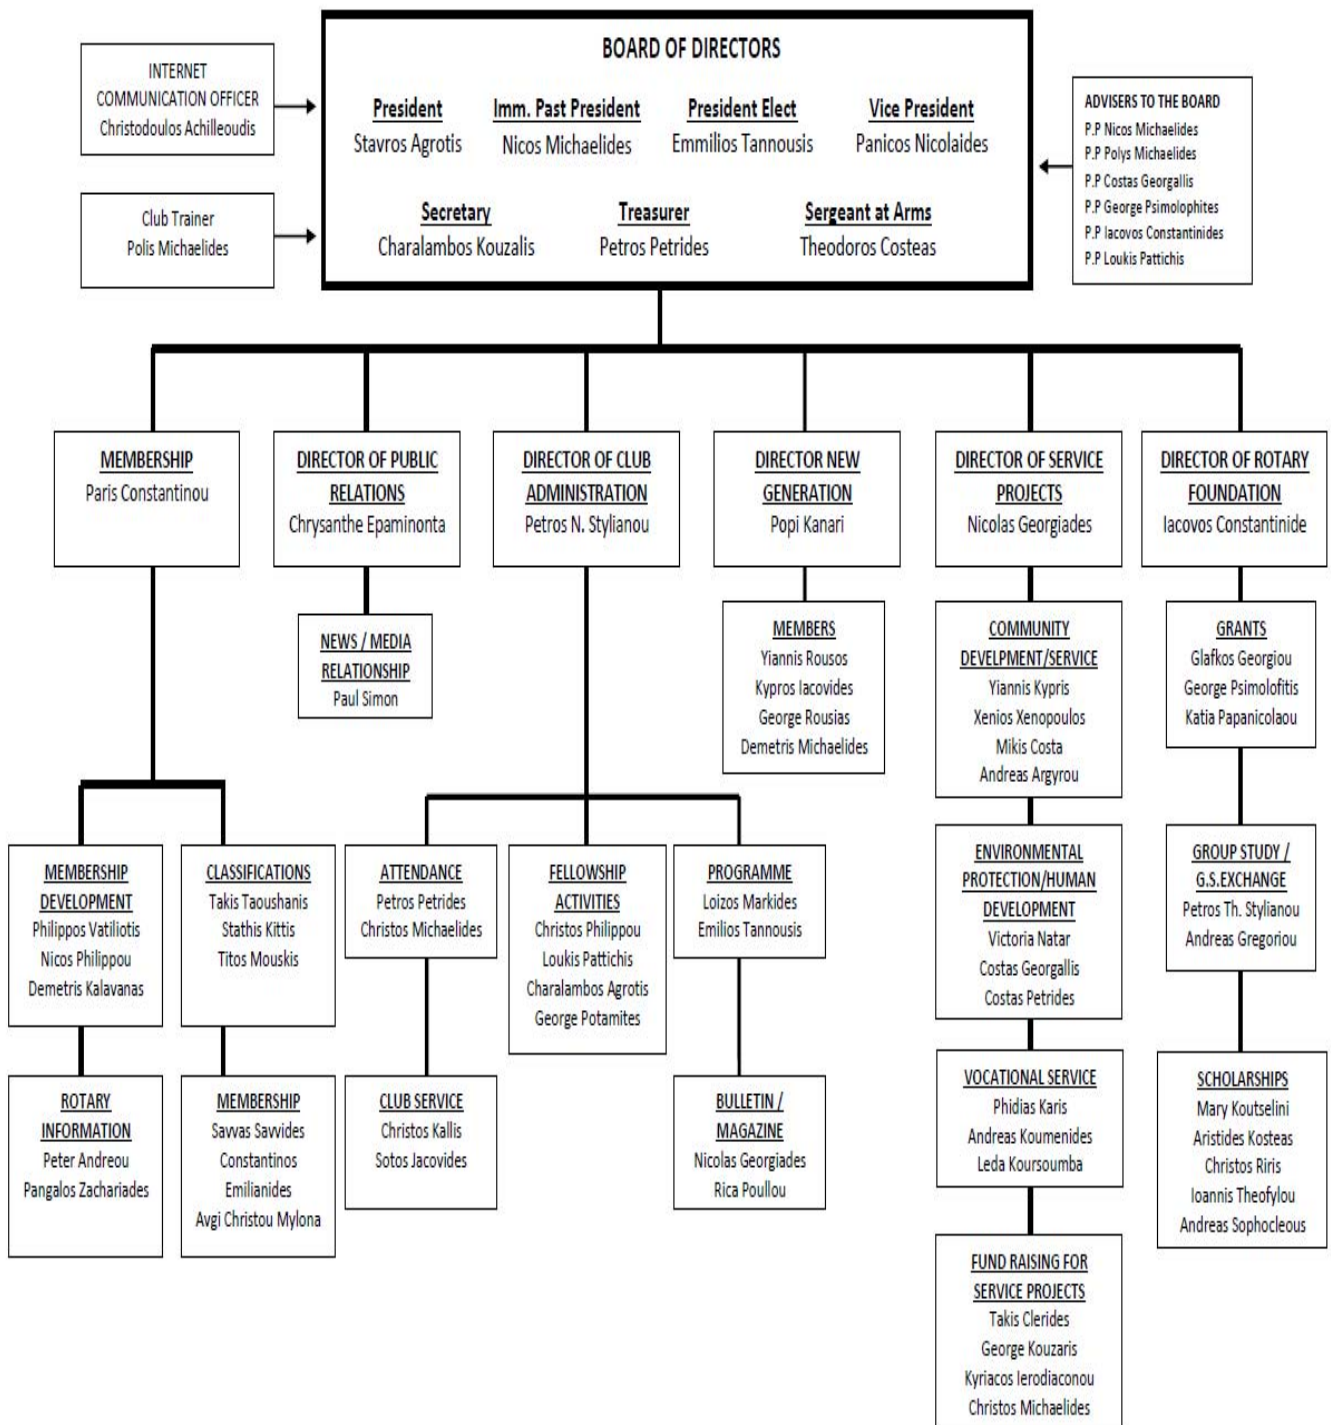 INTERNET
COMMUNICATION OFFICER
Christodoulos Achilleoudis
Club Trainer
Polis Michaelides
BOARD OF DIRECTORS
President
Stavros Agrotis
Imm. Past President
Nicos Michaelides
President Elect
Emmilios Tannousis
Vice President
Panicos Nicolaides
Secretary
Charalambos Kouzalis
Treasurer
Petros Petrides
Sergeant at Arms
Theodoros Costeas
ADVISERS TO THE BOARD
P.P Nicos Michaelides
P.P Polys Michaelides
P.P Costas Georgallis
P.P George Psimolophites
P.P Iacovos Constantinides
P.P Loukis Pattichis
MEMBERSHIP
Paris Constantinou
DIRECTOR OF PUBLIC
RELATIONS
Chrysanthe Epaminonta
DIRECTOR OF CLUB
ADMINISTRATION
Petros N. Stylianou
DIRECTOR NEW
GENERATION
Popi Kanari
DIRECTOR OF SERVICE
PROJECTS
Nicolas Georgiades
DIRECTOR OF ROTARY
FOUNDATION
Iacovos Constantinide
NEWS / MEDIA
RELATIONSHIP
Paul Simon
MEMBERS
Yiannis Rousos
Kypros Iacovides
George Rousias
Demetris Michaelides
COMMUNITY
DEVELPMENT/SERVICE
Yiannis Kypris
Xenios Xenopoulos
Mikis Costa
Andreas Argyrou
GRANTS
Glafkos Georgiou
George Psimolofitis
Katia Papanicolaou
MEMBERSHIP
DEVELOPMENT
Philippos Vatiliotis
Nicos Philippou
Demetris Kalavanas
CLASSIFICATIONS
Takis Taoushanis
Stathis Kittis
Titos Mouskis
ATTENDANCE
Petros Petrides
Christos Michaelides
FELLOWSHIP
ACTIVITIES
Christos Philippou
Loukis Pattichis
Charalambos Agrotis
George Potamites
PROGRAMME
Loizos Markides
Emilios Tannousis
ENVIRONMENTAL
PROTECTION/HUMAN
DEVELOPMENT
Victoria Natar
Costas Georgallis
Costas Petrides
GROUP STUDY /
G.S.EXCHANGE
Petros Th. Stylianou
Andreas Gregoriou
ROTARY
INFORMATION
Peter Andreou
Pangalos Zachariades
MEMBERSHIP
Savvas Savvides
Constantinos
Emilianides
Avgi Christou Mylona
CLUB SERVICE
Christos Kallis
Sotos Jacovides
BULLETIN /
MAGAZINE
Nicolas Georgiades
Rica Poullou
VOCATIONAL SERVICE
Phidias Karis
Andreas Koumenides
Leda Koursoumba
SCHOLARSHIPS
Mary Koutselini
Aristides Kosteas
Christos Riris
Ioannis Theofylou
Andreas Sophocleous
FUND RAISING FOR
SERVICE PROJECTS
Takis Clerides
George Kouzaris
Kyriacos Ierodiaconou
Christos Michaelides